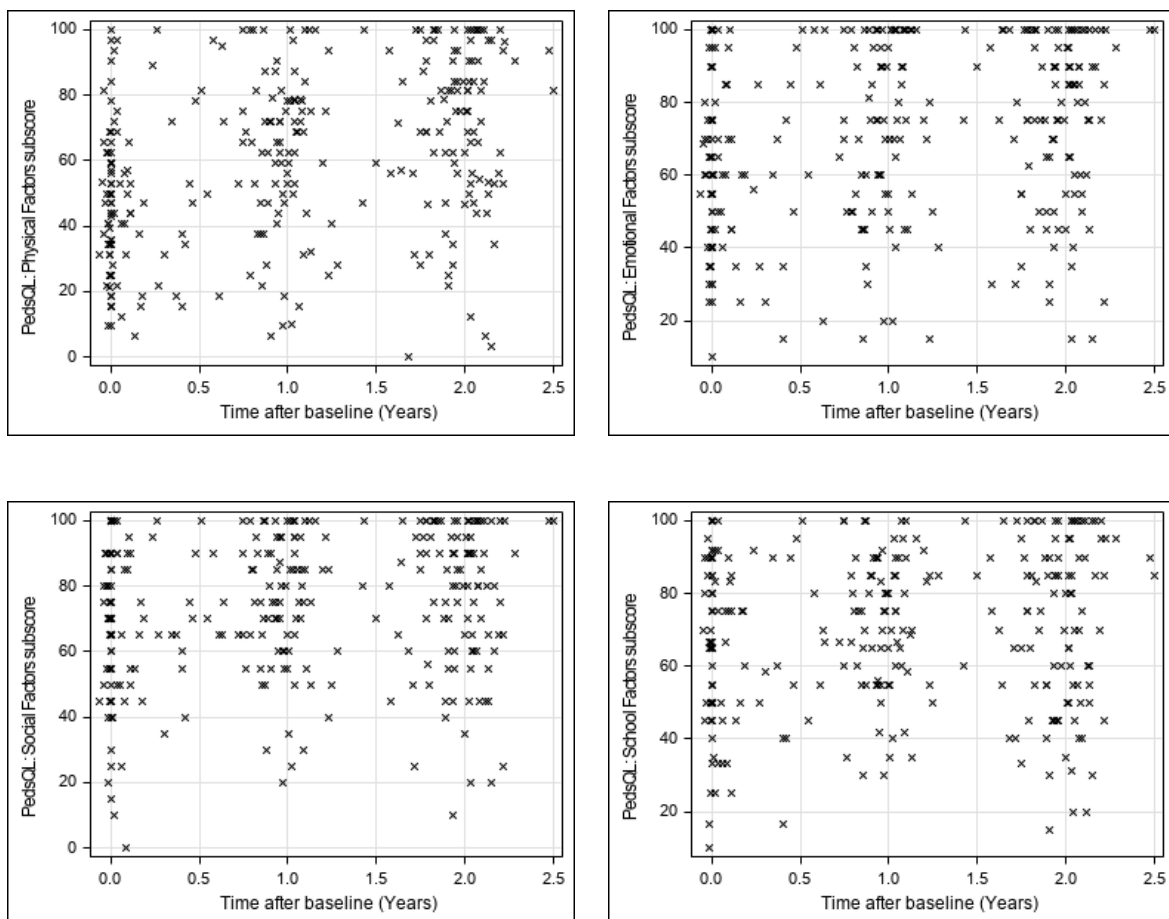 PedsQL: Physical Factors subscore
100
80
60
40
20
0
0.0 0.5 1.0 1.5 2.0 2.5
Time after baseline (Years)
PedsQL: Emotional Factors subscore
100
80
60
40
20
0.0 0.5 1.0 1.5 2.0 2.5
Time after baseline (Years)
PedsQL: Social Factors subscore
100
80
60
40
20
0
0.0 0.5 1.0 1.5 2.0 2.5
Time after baseline (Years)
PedsQL: School Factors subscore
100
80
60
40
20
0.0 0.5 1.0 1.5 2.0 2.5
Time after baseline (Years)